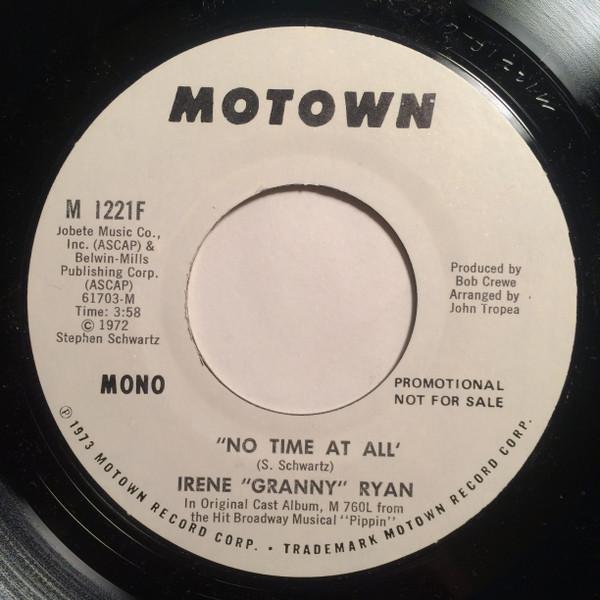 MOTOWN
M 1221F
Jobete Music Co.,
Inc. (ASCAP) &
Belwin-Mills
Publishing Corp.
(ASCAP)
61703-M
Time: 3:58
© 1972
Stephen Schwartz
Produced by
Bob Crewe
Arranged by
John Tropea
MONO
PROMOTIONAL
NOT FOR SALE
"NO TIME AT ALL'
(S. Schwartz)
IRENE "GRANNY" RYAN
In Original Cast Album, M 760L from
the Hit Broadway Musical "Pippin"
℗ 1973 MOTOWN RECORD CORP. • TRADEMARK MOTOWN RECORD CORP.